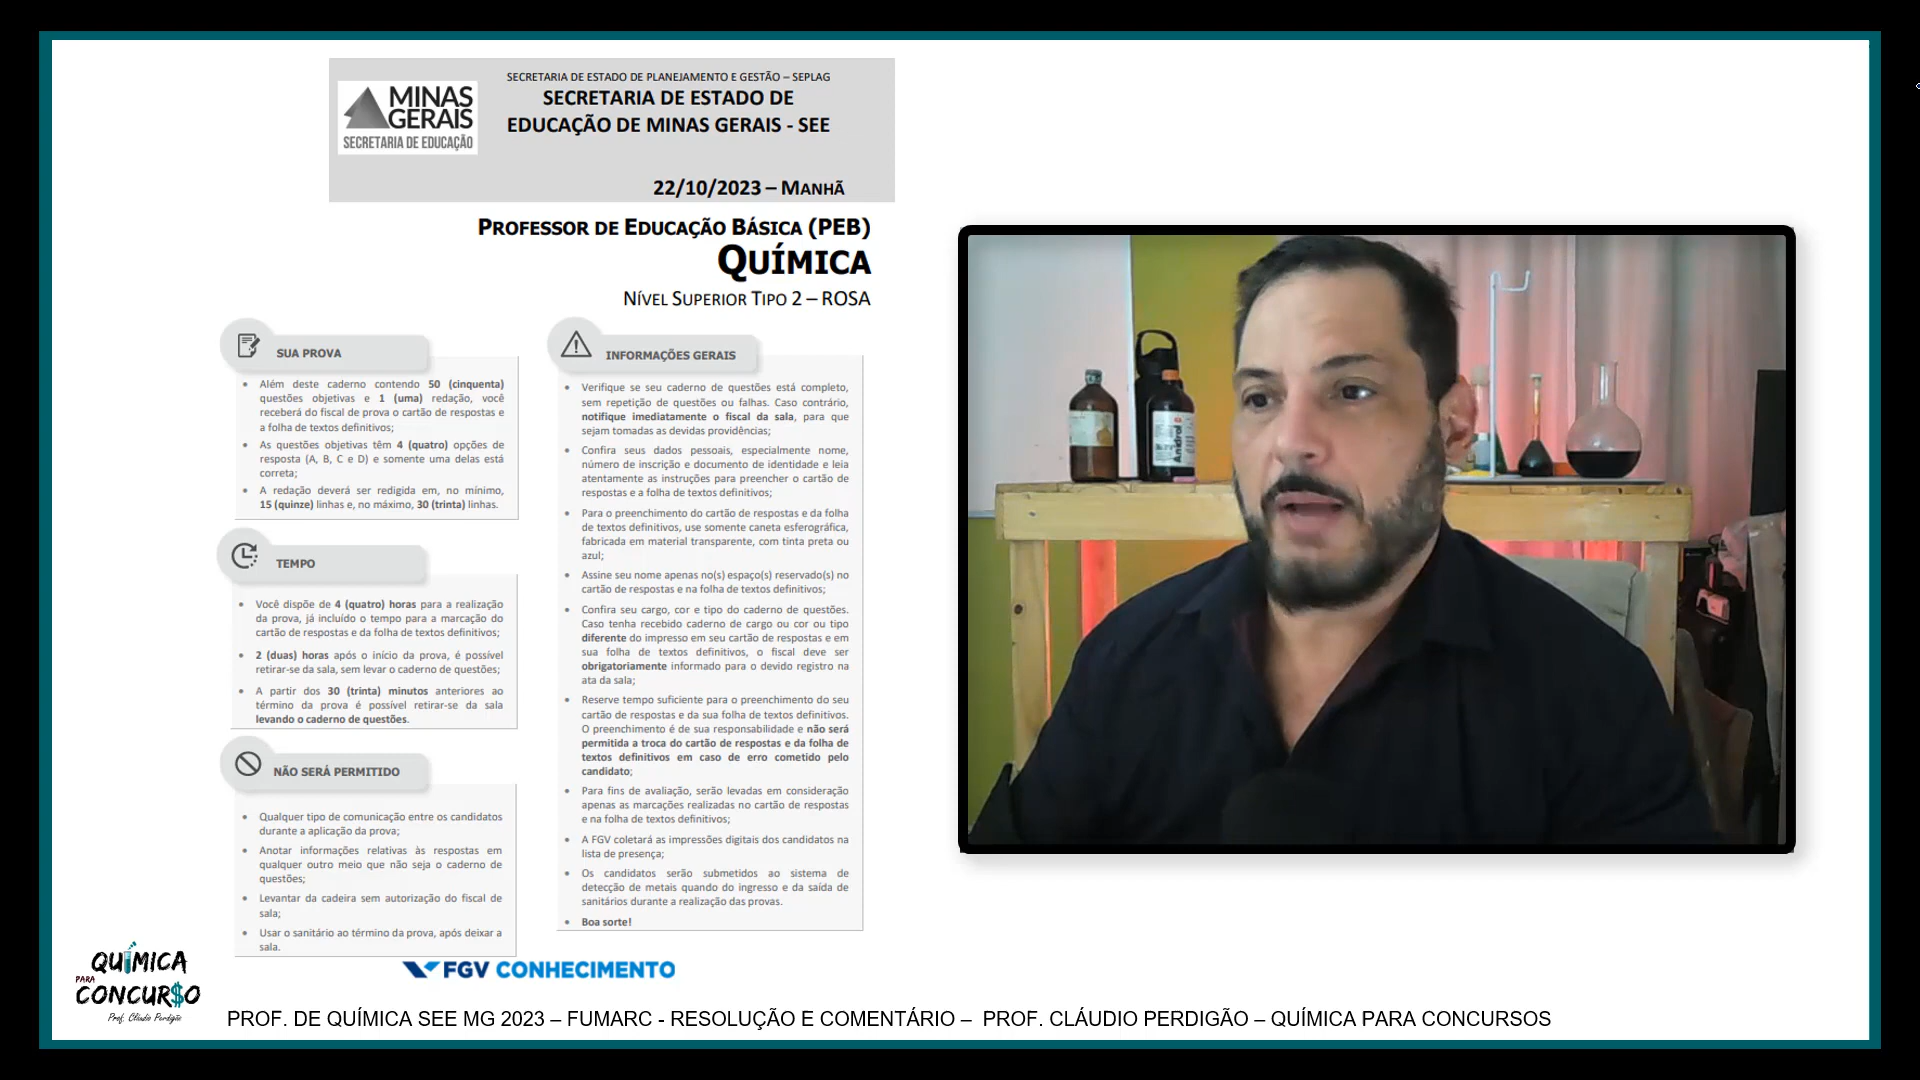 MINAS
GERAIS
SECRETARIA DE EDUCAÇÃO
SECRETARIA DE ESTADO DE PLANEJAMENTO E GESTÃO – SEPLAG
SECRETARIA DE ESTADO DE
EDUCAÇÃO DE MINAS GERAIS - SEE
22/10/2023 – MANHÃ
PROFESSOR DE EDUCAÇÃO BÁSICA (PEB)
QUÍMICA
NÍVEL SUPERIOR TIPO 2 – ROSA
SUA PROVA
• Além deste caderno contendo 50 (cinquenta)
questões objetivas e 1 (uma) redação, você
receberá do fiscal de prova o cartão de respostas e
a folha de textos definitivos;
• As questões objetivas têm 4 (quatro) opções de
resposta (A, B, C e D) e somente uma delas está
correta;
• A redação deverá ser redigida em, no mínimo,
15 (quinze) linhas e, no máximo, 30 (trinta) linhas.
TEMPO
• Você dispõe de 4 (quatro) horas para a realização
da prova, já incluído o tempo para a marcação do
cartão de respostas e da folha de textos definitivos;
• 2 (duas) horas após o início da prova, é possível
retirar-se da sala, sem levar o caderno de questões;
• A partir dos 30 (trinta) minutos anteriores ao
término da prova é possível retirar-se da sala
levando o caderno de questões.
NÃO SERÁ PERMITIDO
• Qualquer tipo de comunicação entre os candidatos
durante a aplicação da prova;
• Anotar informações relativas às respostas em
qualquer outro meio que não seja o caderno de
questões;
• Levantar da cadeira sem autorização do fiscal de
sala;
• Usar o sanitário ao término da prova, após deixar a
sala.
INFORMAÇÕES GERAIS
• Verifique se seu caderno de questões está completo,
sem repetição de questões ou falhas. Caso contrário,
notifique imediatamente o fiscal da sala, para que
sejam tomadas as devidas providências;
• Confira seus dados pessoais, especialmente nome,
número de inscrição e documento de identidade e leia
atentamente as instruções para preencher o cartão de
respostas e a folha de textos definitivos;
• Para o preenchimento do cartão de respostas e da folha
de textos definitivos, use somente caneta esferográfica,
fabricada em material transparente, com tinta preta ou
azul;
• Assine seu nome apenas no(s) espaço(s) reservado(s) no
cartão de respostas e na folha de textos definitivos;
• Confira seu cargo, cor e tipo do caderno de questões.
Caso tenha recebido caderno de cargo ou cor ou tipo
diferente do impresso em seu cartão de respostas e em
sua folha de textos definitivos, o fiscal deve ser
obrigatoriamente informado para o devido registro na
ata da sala;
• Reserve tempo suficiente para o preenchimento do seu
cartão de respostas e da sua folha de textos definitivos.
O preenchimento é de sua responsabilidade e não será
permitida a troca do cartão de respostas e da folha de
textos definitivos em caso de erro cometido pelo
candidato;
• Para fins de avaliação, serão levadas em consideração
apenas as marcações realizadas no cartão de respostas
e na folha de textos definitivos;
• A FGV coletará as impressões digitais dos candidatos na
lista de presença;
• Os candidatos serão submetidos ao sistema de
detecção de metais quando do ingresso e da saída de
sanitários durante a realização das provas.
• Boa sorte!
Anidrol
FGV CONHECIMENTO
QUÍMICA
PARA
CONCUR$O
Prof. Cláudio Perdigão
PROF. DE QUÍMICA SEE MG 2023 – FUMARC - RESOLUÇÃO E COMENTÁRIO – PROF. CLÁUDIO PERDIGÃO – QUÍMICA PARA CONCURSOS